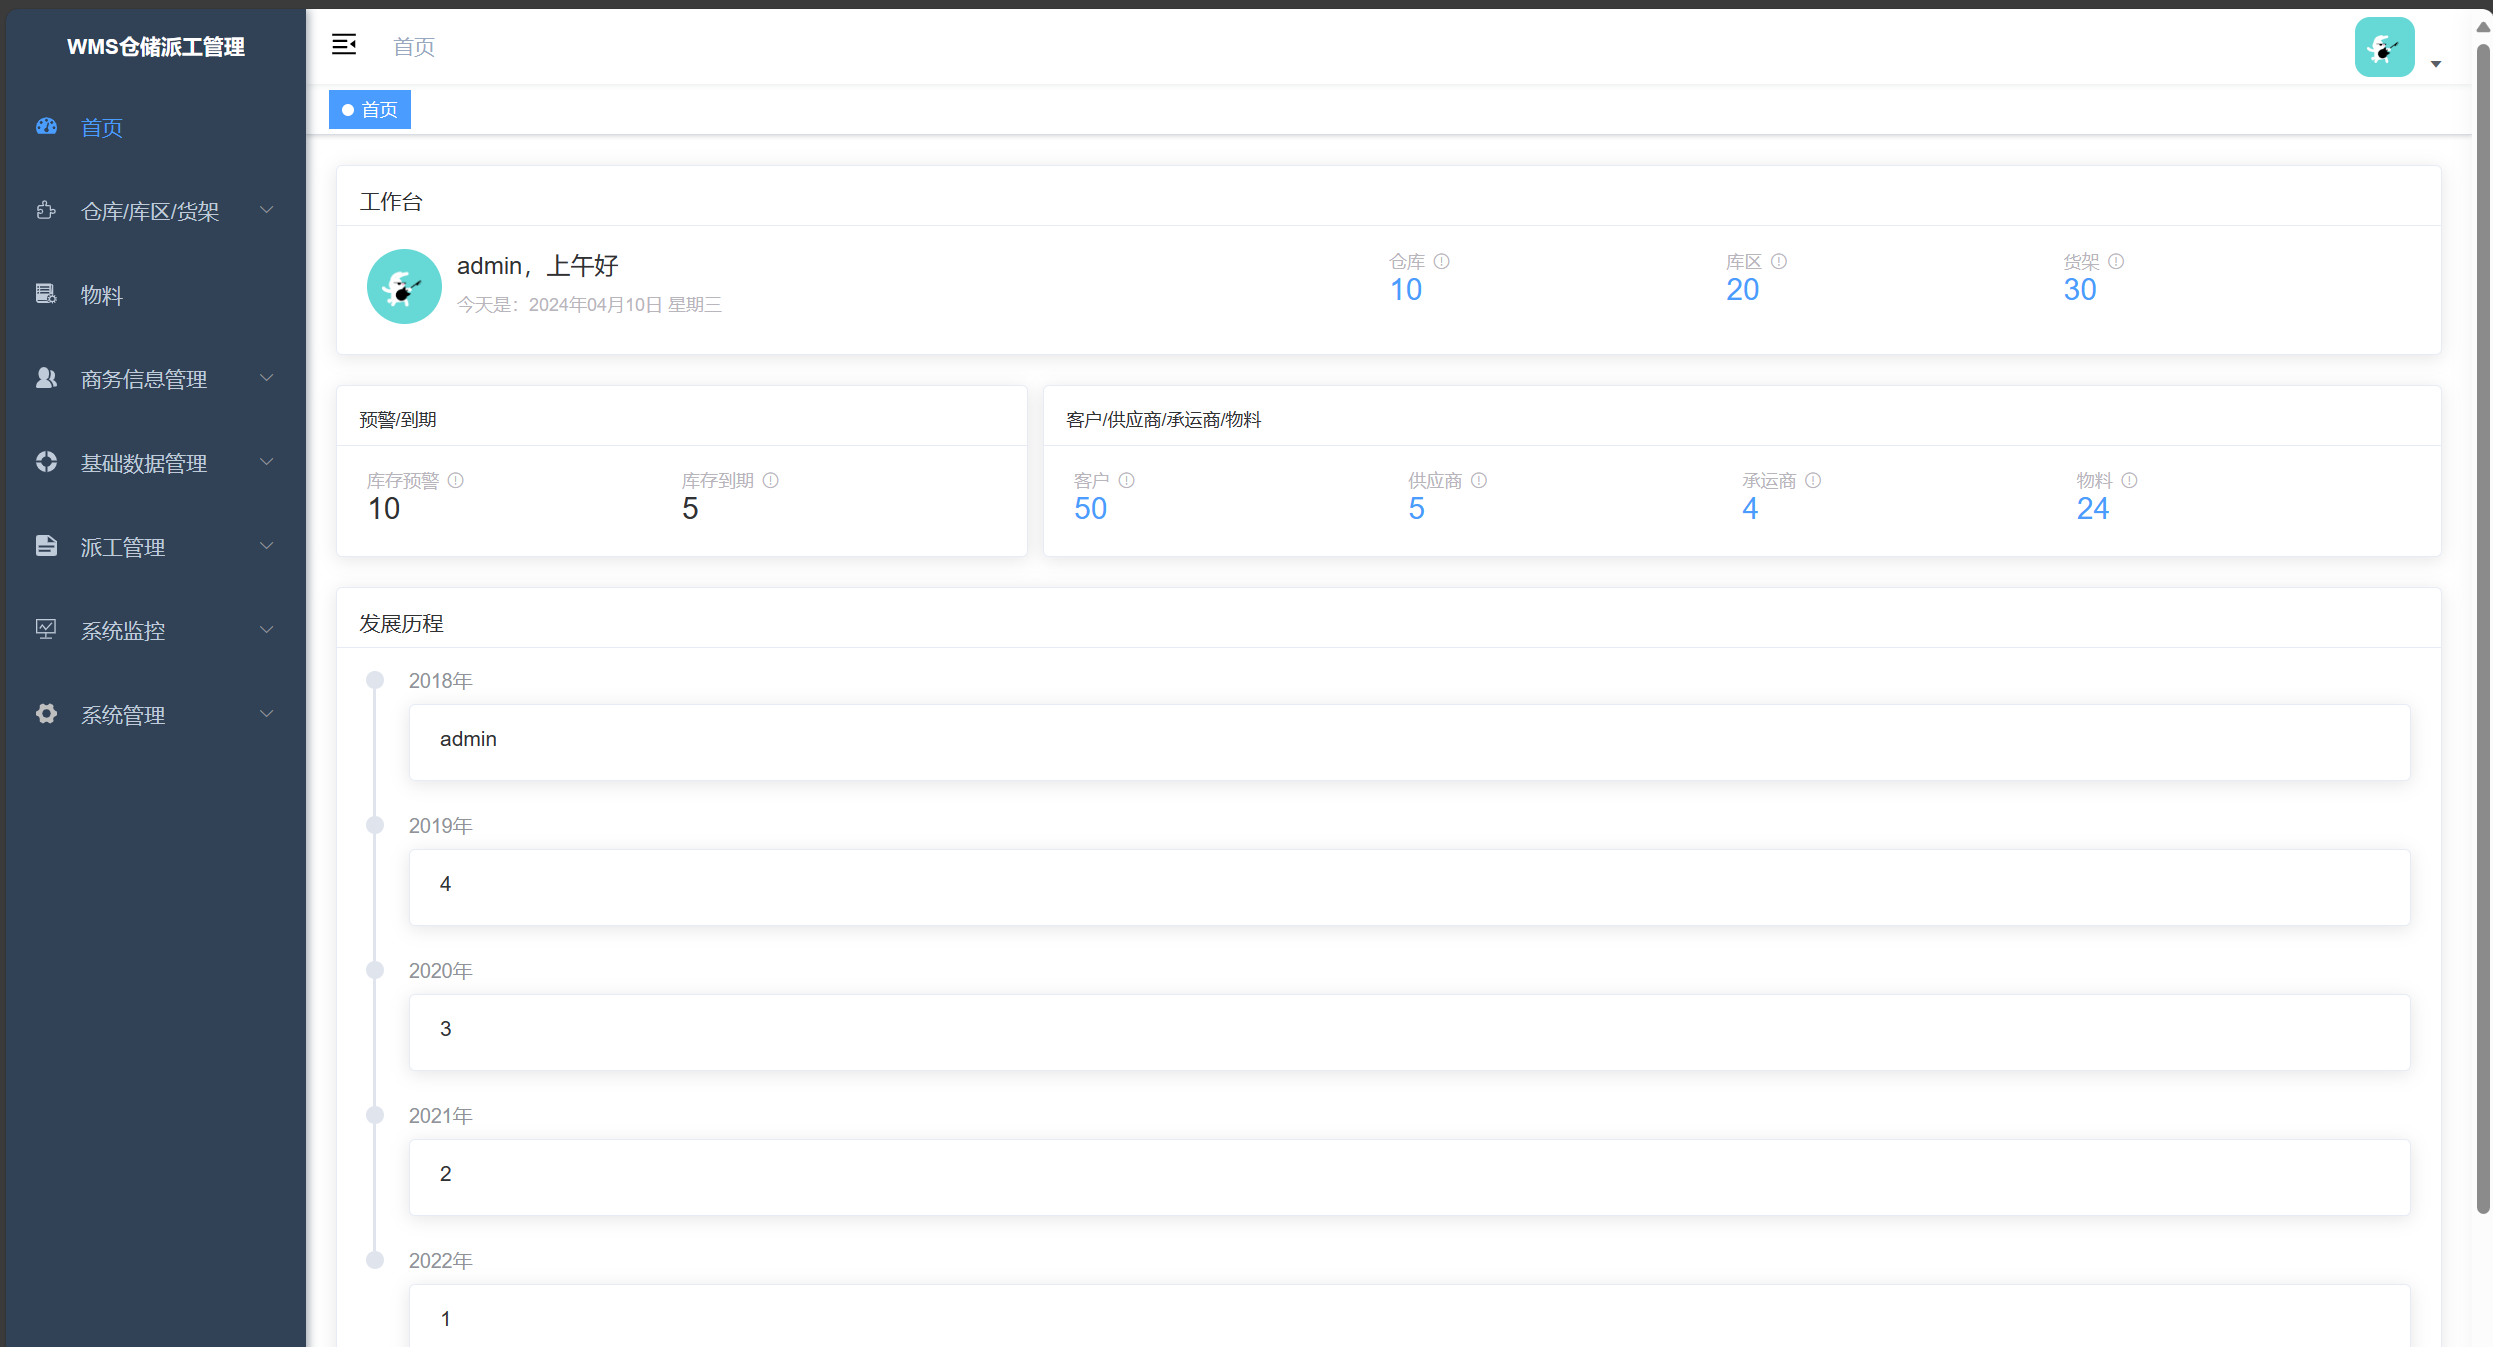 WMS仓储派工管理
首页
仓库/库区/货架
物料
商务信息管理
基础数据管理
派工管理
系统监控
系统管理
首页
首页
工作台
admin，上午好
今天是：2024年04月10日 星期三
仓库
10
库区
20
货架
30
预警/到期
库存预警
10
库存到期
5
客户/供应商/承运商/物料
客户
50
供应商
5
承运商
4
物料
24
发展历程
2018年
admin
2019年
4
2020年
3
2021年
2
2022年
1